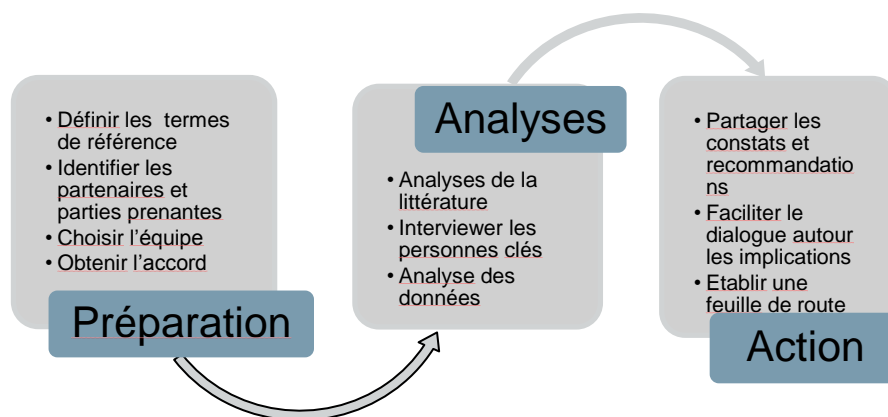 • Définir les termes
de référence
• Identifier les
partenaires et
parties prenantes
• Choisir l’équipe
• Obtenir l’accord
Préparation
Analyses
• Analyses de la
littérature
• Interviewer les
personnes clés
• Analyse des
données
• Partager les
constats et
recommandatio
ns
• Faciliter le
dialogue autour
les implications
• Etablir une
feuille de route
Action